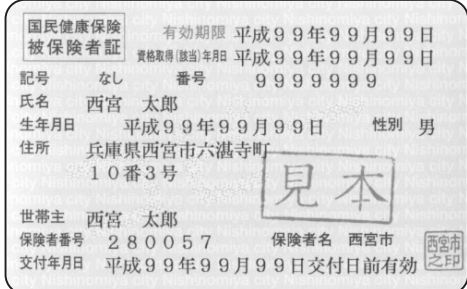 国民健康保険
被保険者証
有効期限 平成99年99月99日
資格取得(該当)年月日 平成99年99月99日
記号 なし 番号 9999999
氏名 西宮 太郎
生年月日 平成99年99月99日 性別 男
住所 兵庫県西宮市六湛寺町
10番3号
見本
世帯主 西宮 太郎
保険者番号 280057 保険者名 西宮市
交付年月日 平成99年99月99日交付日前有効
西宮市之印